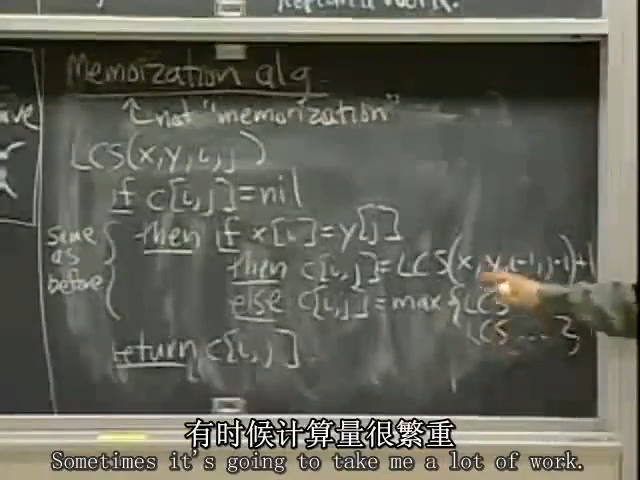 Memoization alg.
not "memorization"
LCS(x,y,i,j)
if c[i,j]=nil
then if x[i]=y[j]
same as before
then c[i,j]=LCS(x,y,i-1,j-1)+1
else c[i,j]=max{LCS
LCS ... }
return c[i,j]
有时候计算量很繁重
Sometimes it's going to take me a lot of work.